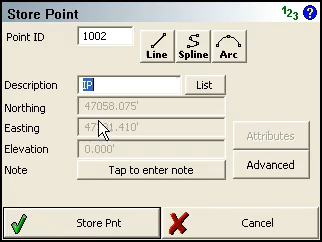 Store Point
123
Point ID 1002
Line Spline Arc
Description IP List
Northing 47058.075'
Easting
Elevation 0.000'
Attributes
Note Tap to enter note Advanced
Store Pnt Cancel